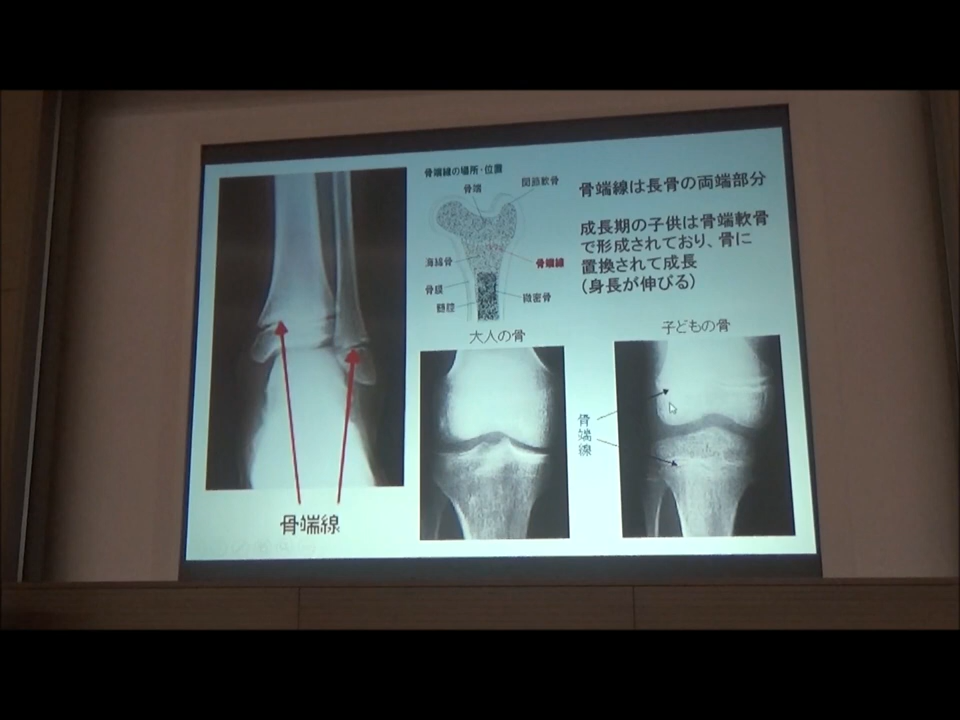 骨端線の場所・位置
骨端
関節軟骨
海綿骨
骨端線
骨膜
髄腔
緻密骨
骨端線は長骨の両端部分
成長期の子供は骨端軟骨
で形成されており、骨に
置換されて成長
(身長が伸びる)
大人の骨
子どもの骨
骨端線
骨端線